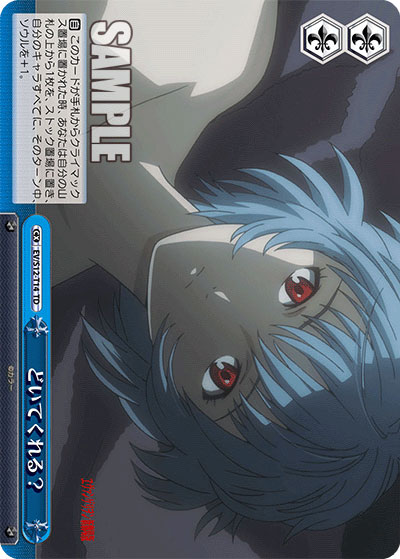 SAMPLE
自 このカードが手札からクライマック
ス置場に置かれた時、あなたは自分の山
札の上から1枚を、ストック置場に置き、
自分のキャラすべてに、そのターン中、
ソウルを+1。
CX
EV/S12-T14 TD
どいてくれる?
©カラー